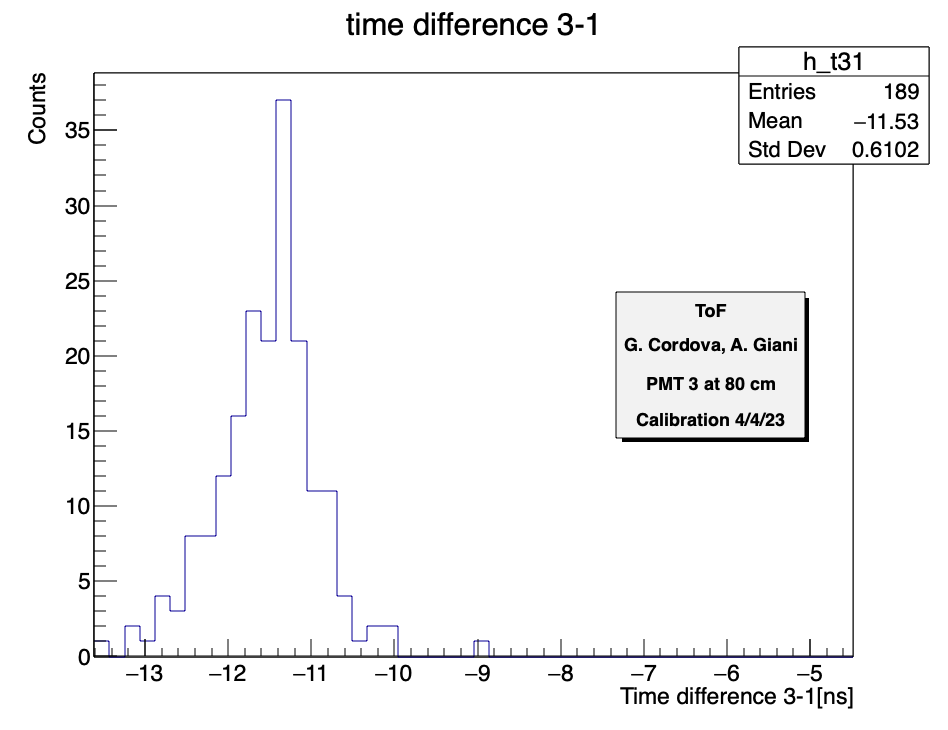 time difference 3-1
h_t31
Entries 189
Mean −11.53
Std Dev 0.6102
Counts
35
30
25
20
15
10
5
0
ToF
G. Cordova, A. Giani
PMT 3 at 80 cm
Calibration 4/4/23
−13 −12 −11 −10 −9 −8 −7 −6 −5
Time difference 3-1[ns]